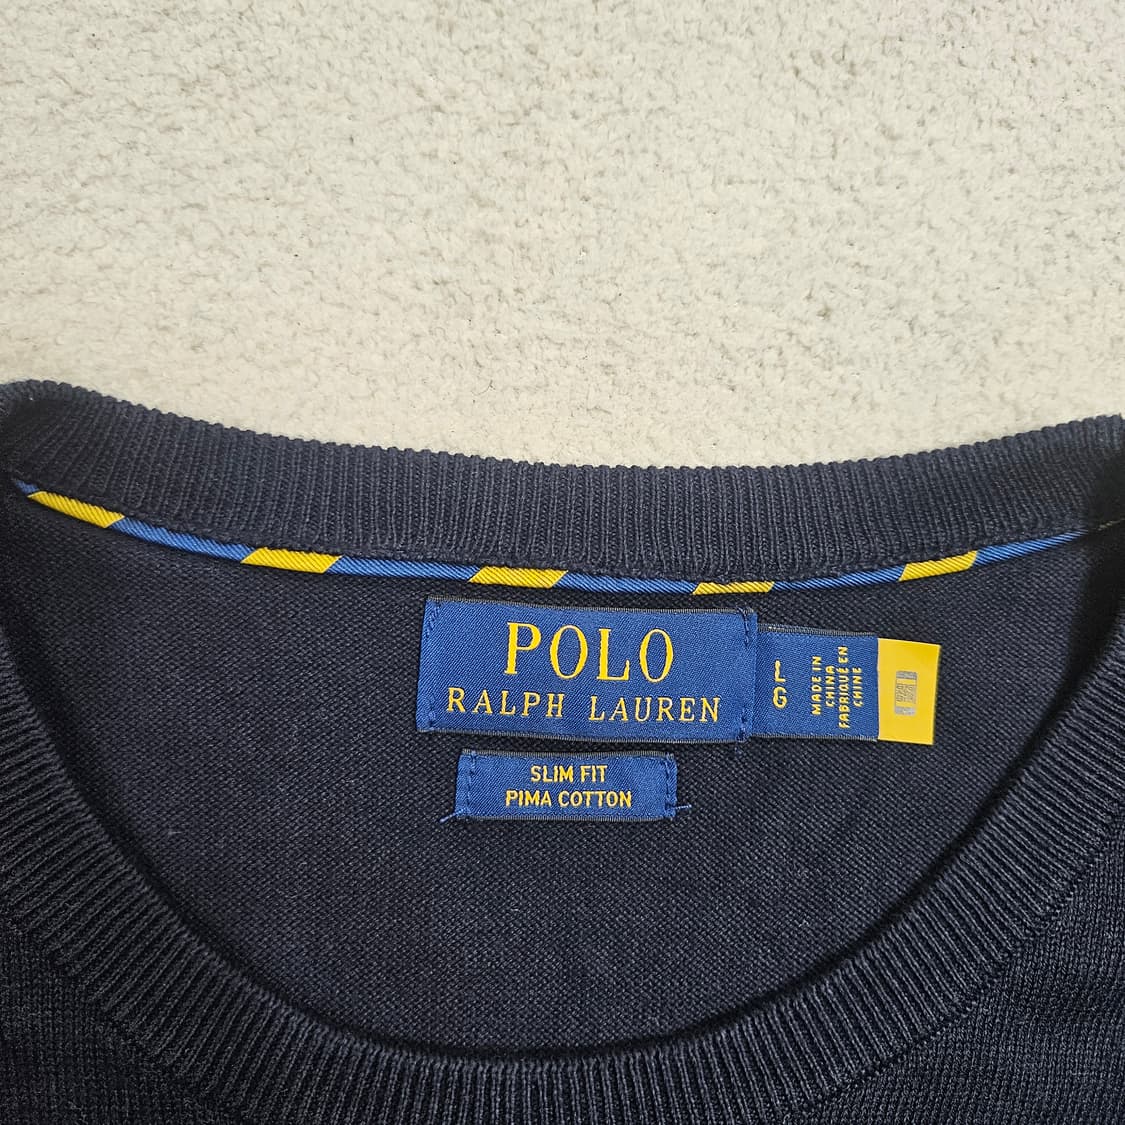 POLO
RALPH LAUREN
L
G
MADE IN
CHINA
FABRIQUÉ EN
CHINE
SLIM FIT
PIMA COTTON